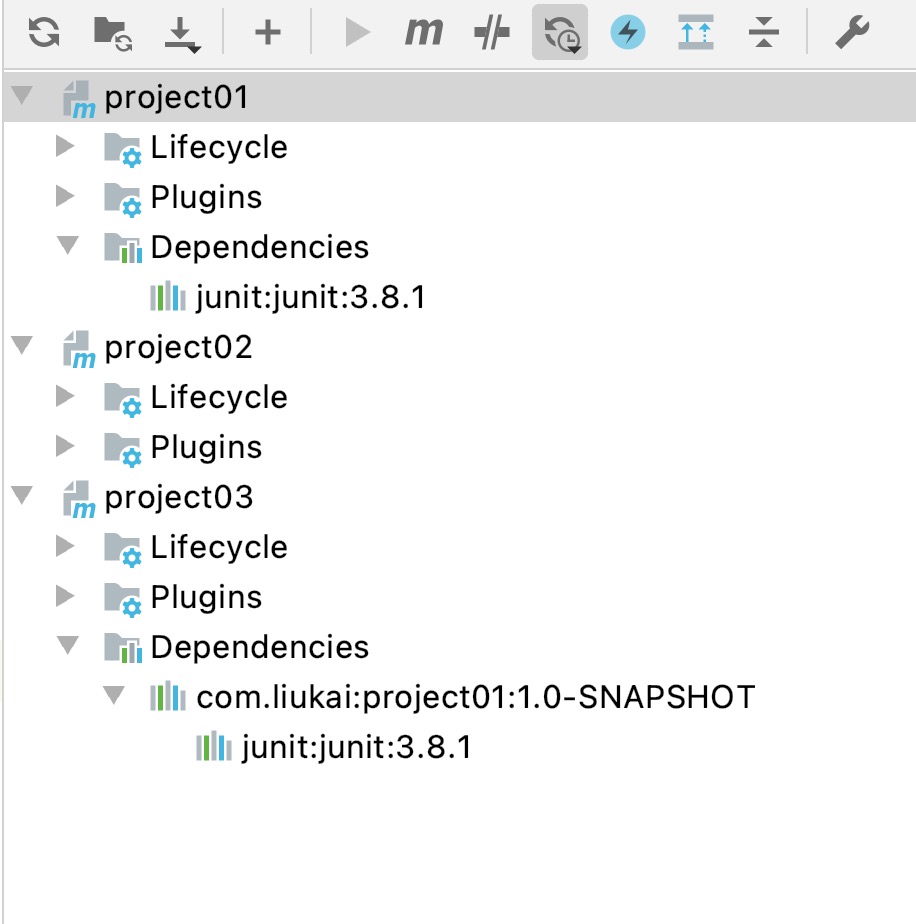 m
project01
Lifecycle
Plugins
Dependencies
junit:junit:3.8.1
project02
Lifecycle
Plugins
project03
Lifecycle
Plugins
Dependencies
com.liukai:project01:1.0-SNAPSHOT
junit:junit:3.8.1